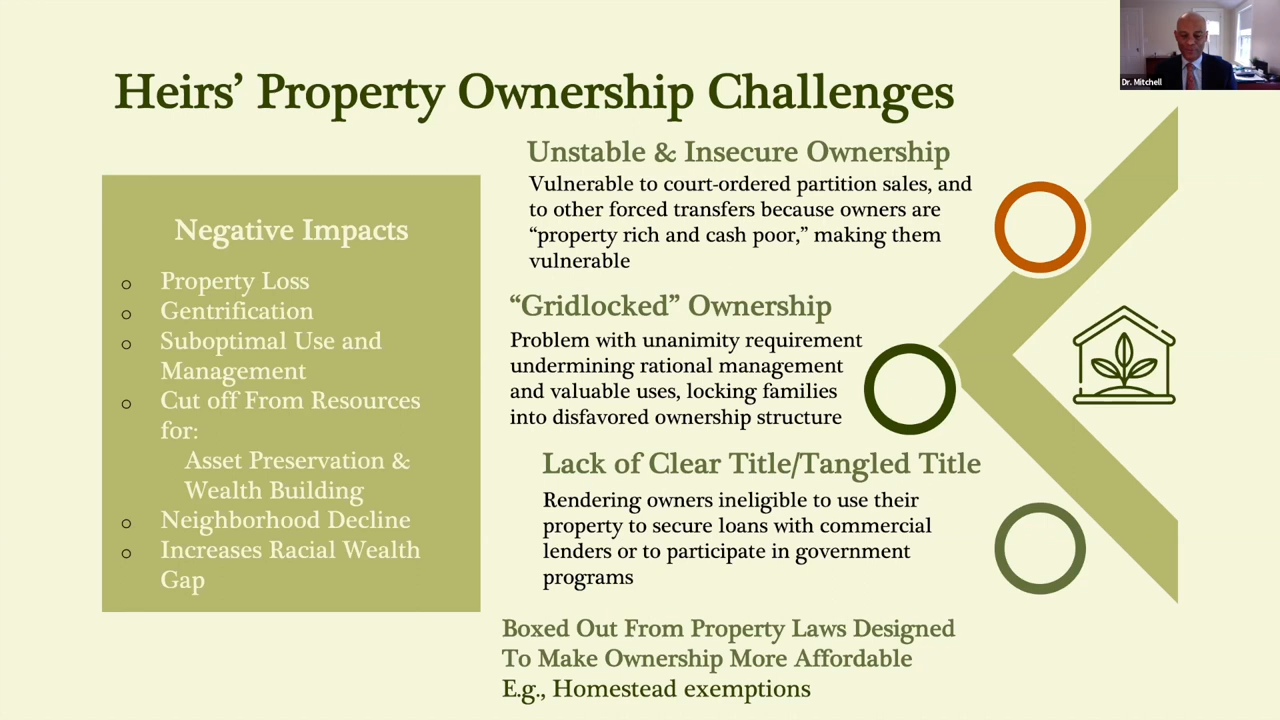 Dr. Mitchell
Heirs’ Property Ownership Challenges
Negative Impacts
Property Loss
Gentrification
Suboptimal Use and
Management
Cut off From Resources
for:
Asset Preservation &
Wealth Building
Neighborhood Decline
Increases Racial Wealth
Gap
Unstable & Insecure Ownership
Vulnerable to court-ordered partition sales, and
to other forced transfers because owners are
“property rich and cash poor,” making them
vulnerable
“Gridlocked” Ownership
Problem with unanimity requirement
undermining rational management
and valuable uses, locking families
into disfavored ownership structure
Lack of Clear Title/Tangled Title
Rendering owners ineligible to use their
property to secure loans with commercial
lenders or to participate in government
programs
Boxed Out From Property Laws Designed
To Make Ownership More Affordable
E.g., Homestead exemptions